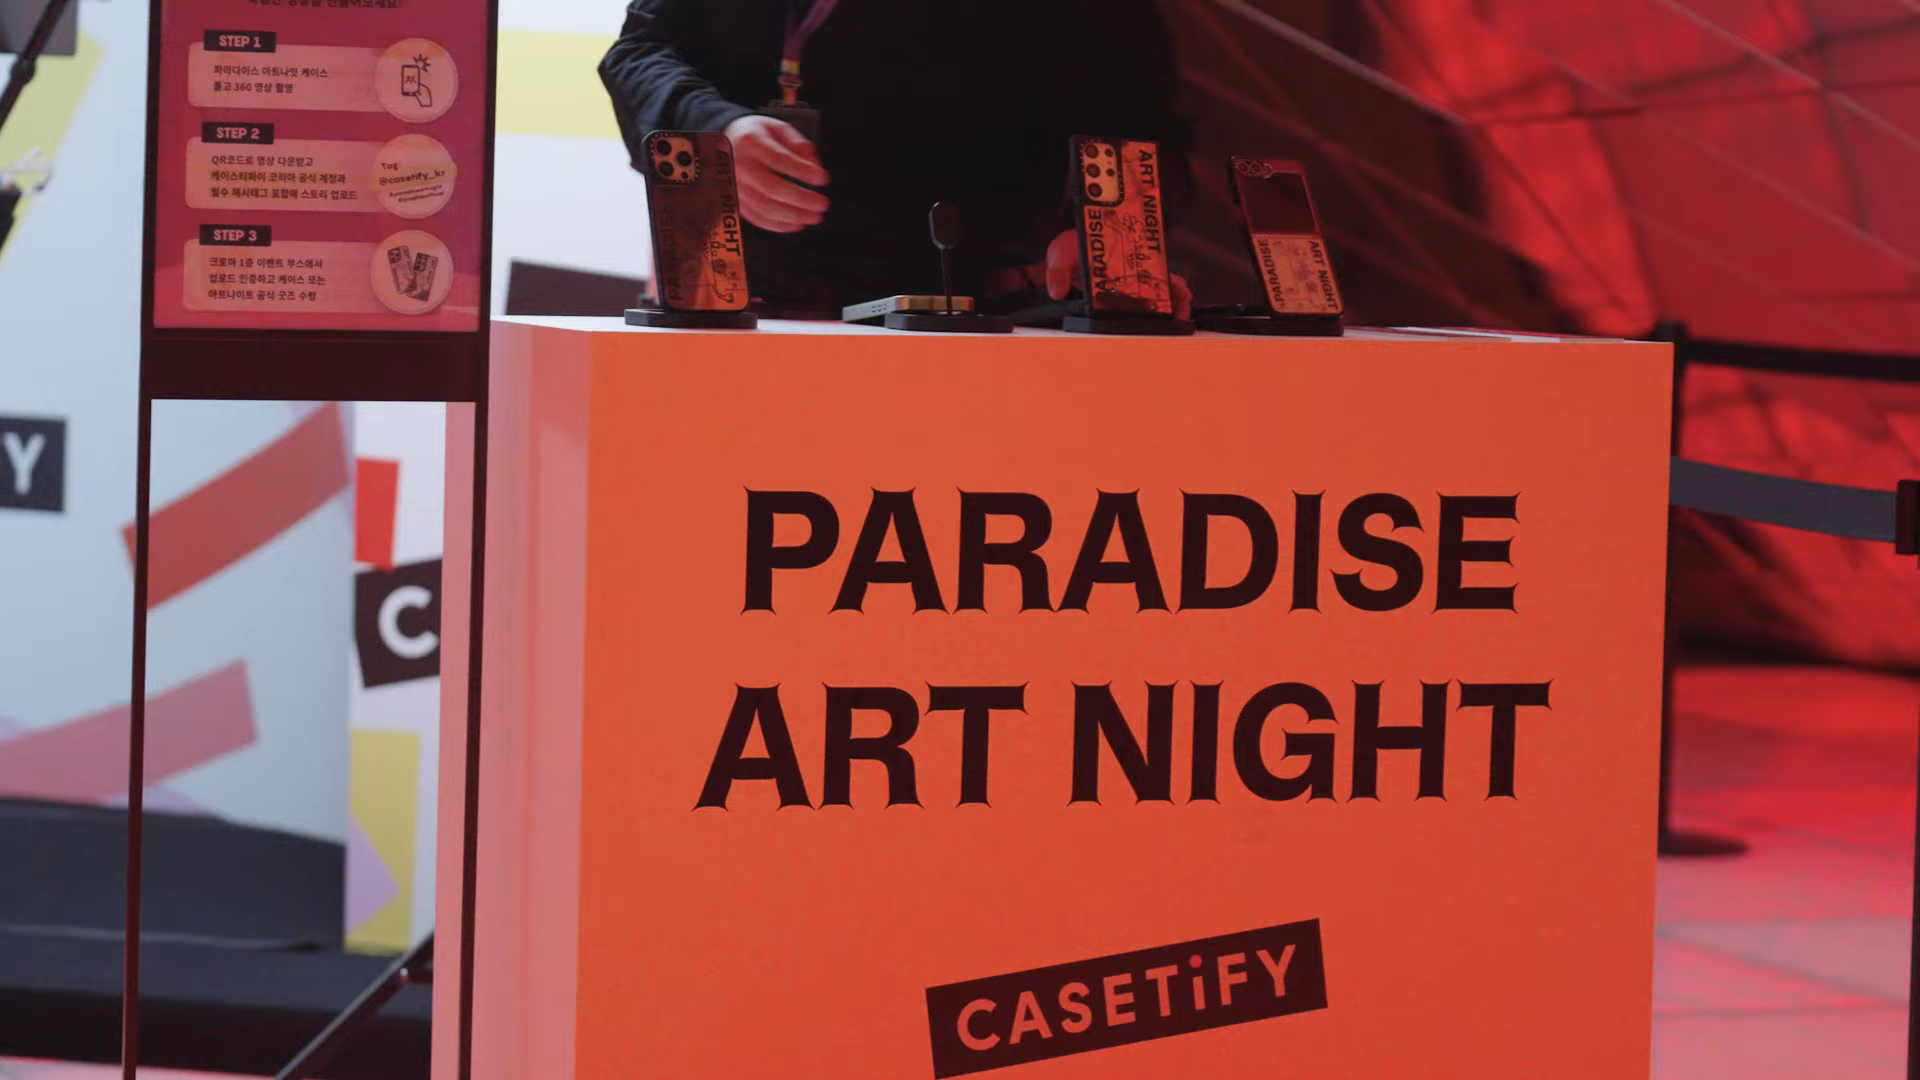 STEP 1
파라다이스 아트나잇 케이스
들고 360 영상 촬영
STEP 2
QR코드로 영상 다운받고
케이스티파이 코리아 공식 계정과
필수 해시태그 포함해 스토리 업로드
Tag
@casetify_kr
STEP 3
크로마 1층 이벤트 부스에서
업로드 인증하고 케이스 또는
아트나이트 공식 굿즈 수령
ART NIGHT
PARADISE
ART NIGHT
PARADISE
ART NIGHT
PARADISE
Y
C
PARADISE
ART NIGHT
CASETiFY